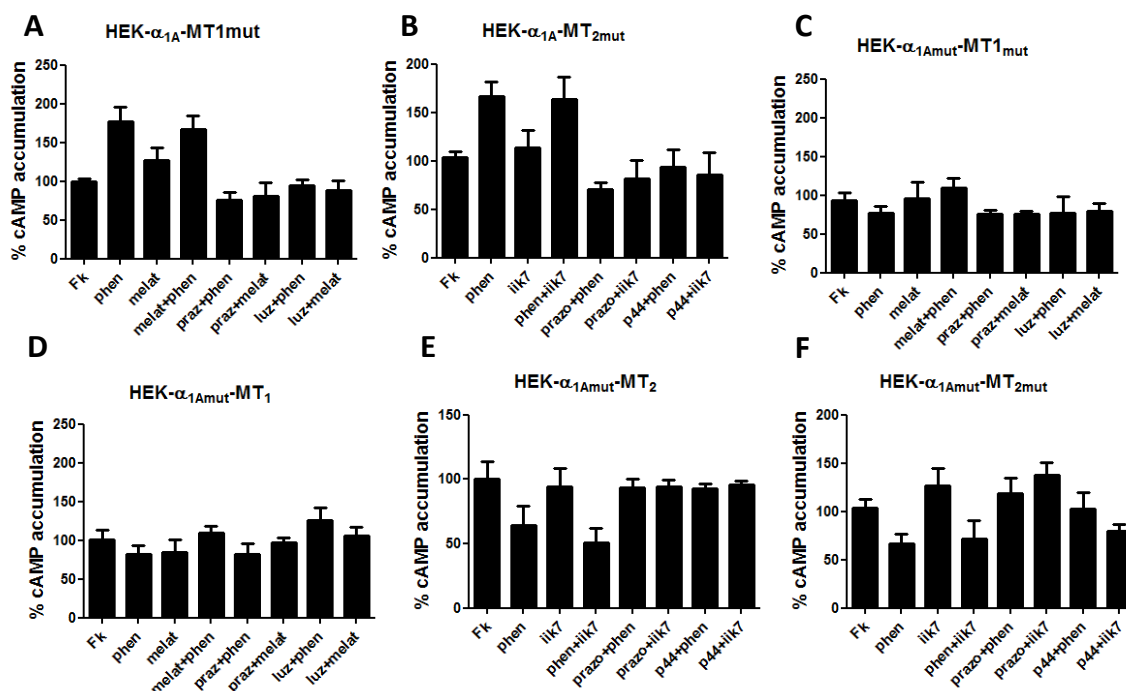 A
HEK-α1A-MT1mut
% cAMP accumulation
250
200
150
100
50
0
Fk
phen
melat
melat+phen
praz+phen
praz+melat
luz+phen
luz+melat
B
HEK-α1A-MT2mut
% cAMP accumulation
200
150
100
50
0
Fk
phen
iik7
phen+iik7
prazo+phen
prazo+iik7
p44+phen
p44+iik7
C
HEK-α1Amut-MT1mut
% cAMP accumulation
250
200
150
100
50
0
Fk
phen
melat
melat+phen
praz+phen
praz+melat
luz+phen
luz+melat
D
HEK-α1Amut-MT1
% cAMP accumulation
250
200
150
100
50
0
Fk
phen
melat
melat+phen
praz+phen
praz+melat
luz+phen
luz+melat
E
HEK-α1Amut-MT2
% cAMP accumulation
150
100
50
0
Fk
phen
iik7
phen+iik7
prazo+phen
prazo+iik7
p44+phen
p44+iik7
F
HEK-α1Amut-MT2mut
% cAMP accumulation
200
150
100
50
0
Fk
phen
iik7
phen+iik7
prazo+phen
prazo+iik7
p44+phen
p44+iik7